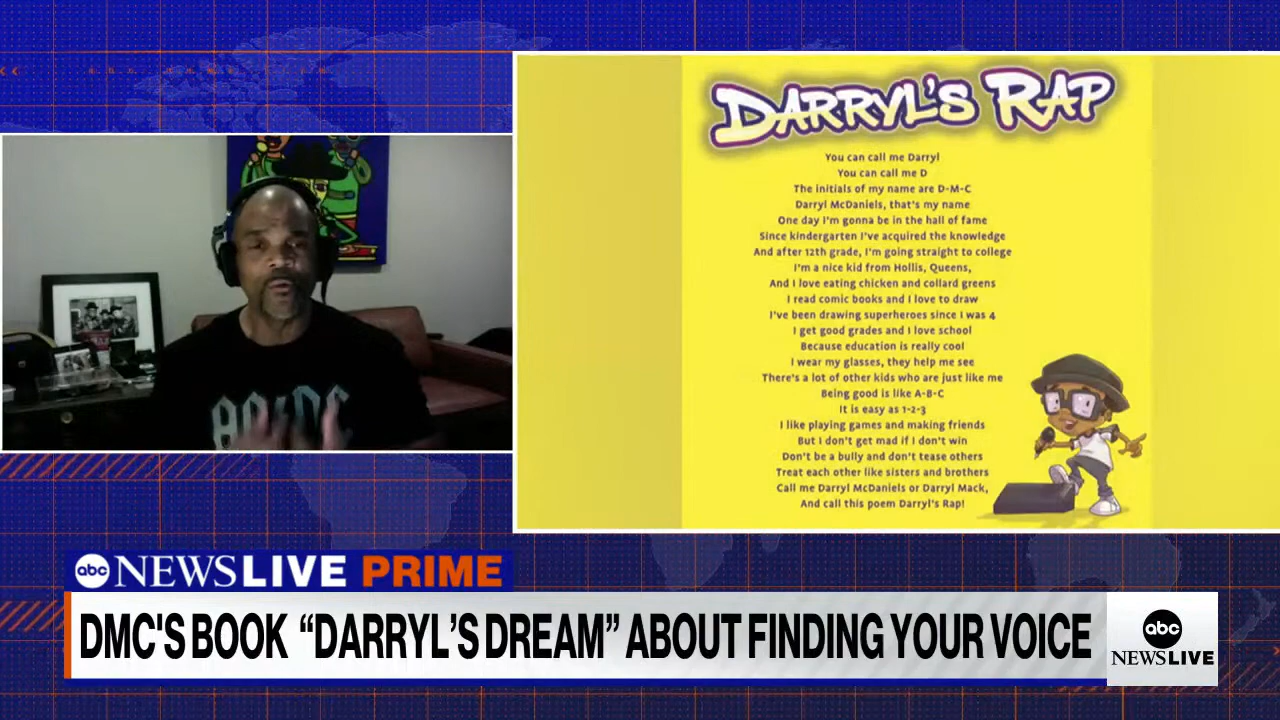 DARRYL'S RAP
You can call me Darryl
You can call me D
The initials of my name are D-M-C
Darryl McDaniels, that's my name
One day I'm gonna be in the hall of fame
Since kindergarten I've acquired the knowledge
And after 12th grade, I'm going straight to college
I'm a nice kid from Hollis, Queens,
And I love eating chicken and collard greens
I read comic books and I love to draw
I've been drawing superheroes since I was 4
I get good grades and I love school
Because education is really cool
I wear my glasses, they help me see
There's a lot of other kids who are just like me
Being good is like A-B-C
It is easy as 1-2-3
I like playing games and making friends
But I don't get mad if I don't win
Don't be a bully and don't tease others
Treat each other like sisters and brothers
Call me Darryl McDaniels or Darryl Mack,
And call this poem Darryl's Rap!
AC/DC
abc NEWS LIVE PRIME
DMC'S BOOK “DARRYL'S DREAM” ABOUT FINDING YOUR VOICE
abc
NEWS LIVE